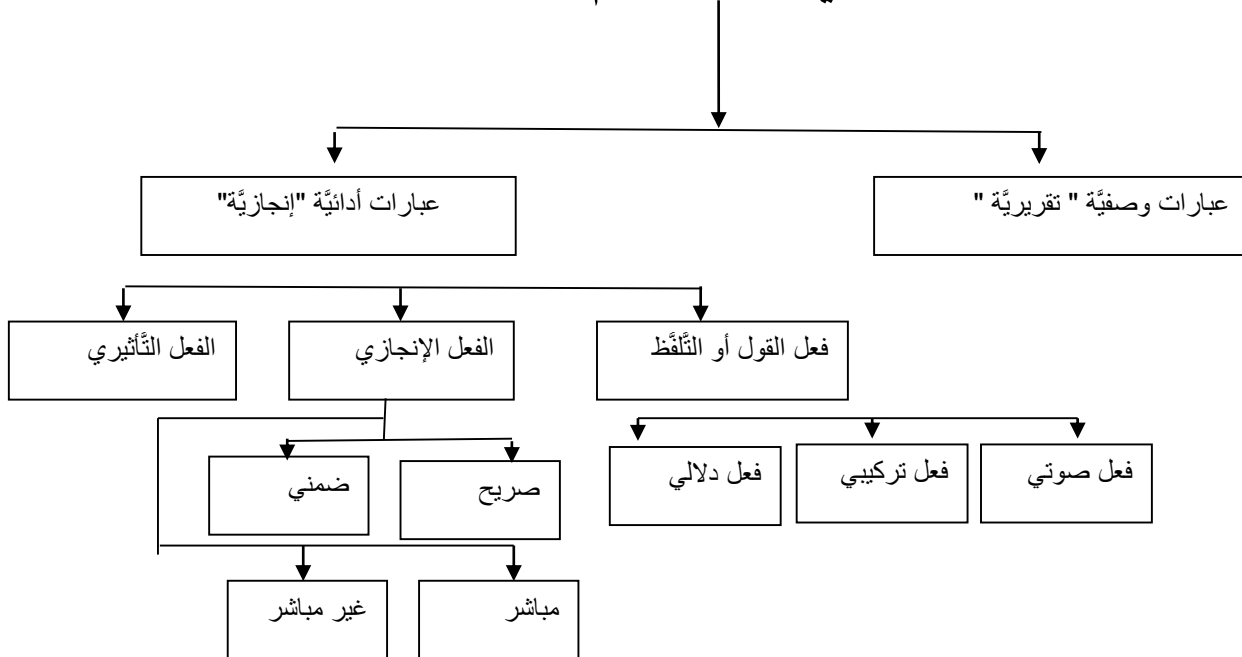 عبارات وصفيَّة " تقريريَّة "
عبارات أدائيَّة "إنجازيَّة"
فعل القول أو التَّلفَّظ
الفعل الإنجازي
الفعل التَّأثيري
فعل صوتي
فعل تركيبي
فعل دلالي
صريح
ضمني
مباشر
غير مباشر